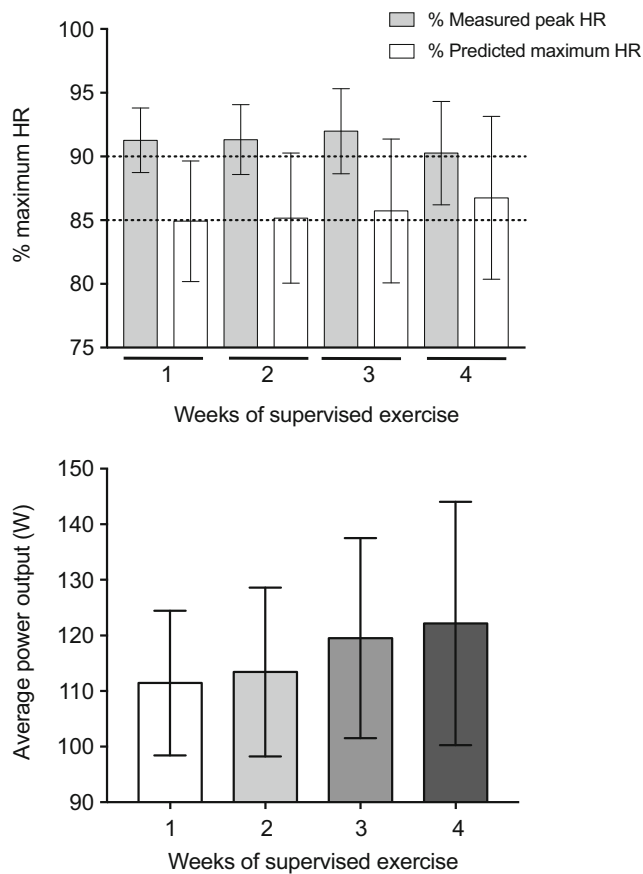 % Measured peak HR
% Predicted maximum HR
% maximum HR
100
95
90
85
80
75
1 2 3 4
Weeks of supervised exercise
Average power output (W)
150
140
130
120
110
100
90
1 2 3 4
Weeks of supervised exercise